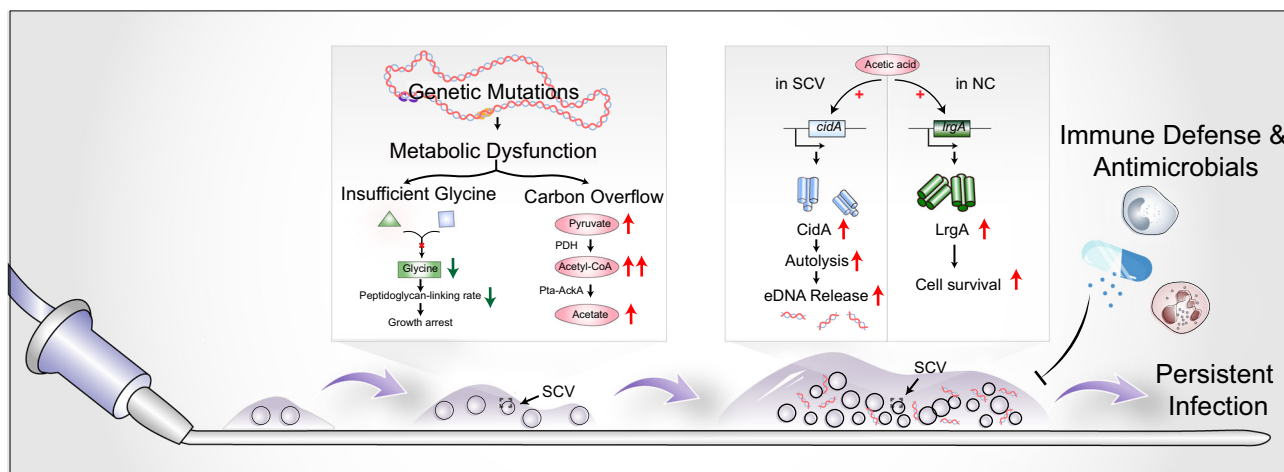 Genetic Mutations
Metabolic Dysfunction
Insufficient Glycine
Carbon Overflow
Glycine
Peptidoglycan-linking rate
Growth arrest
Pyruvate
PDH
Acetyl-CoA
Pta-AckA
Acetate
Acetic acid
in SCV
in NC
+
+
cidA
lrgA
CidA
LrgA
Autolysis
Cell survival
eDNA Release
Immune Defense &
Antimicrobials
SCV
SCV
Persistent
Infection